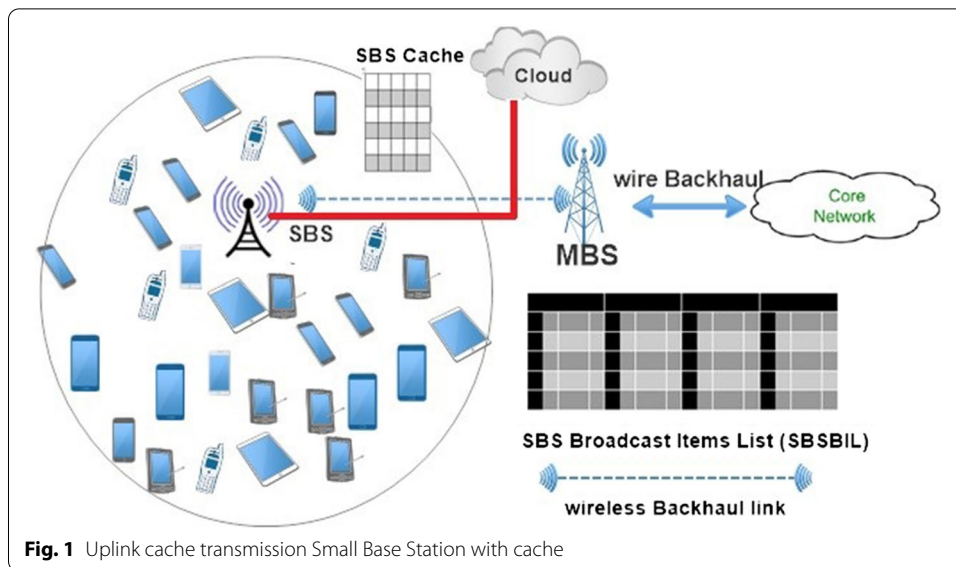 SBS Cache
Cloud
wire Backhaul
Core
Network
SBS
MBS
SBS Broadcast Items List (SBSBIL)
wireless Backhaul link
Fig. 1 Uplink cache transmission Small Base Station with cache